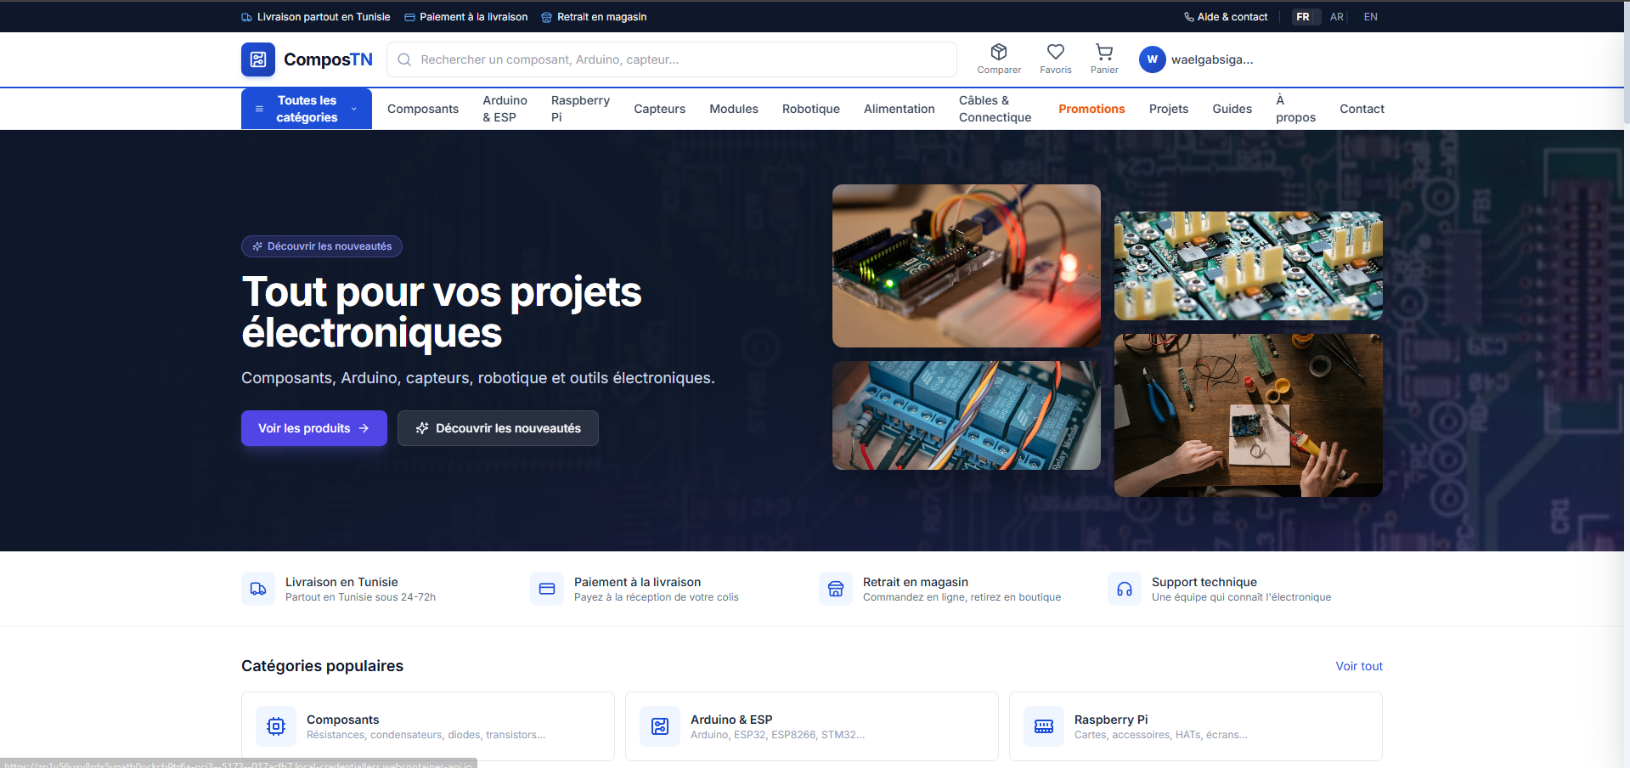 Livraison partout en Tunisie Paiement à la livraison Retrait en magasin Aide & contact FR AR EN
ComposTN Rechercher un composant, Arduino, capteur... Comparer Favoris Panier W waelgabsiga...
Toutes les catégories Composants Arduino & ESP Raspberry Pi Capteurs Modules Robotique Alimentation Câbles & Connectique Promotions Projets Guides À propos Contact
Découvrir les nouveautés
Tout pour vos projets
électroniques
Composants, Arduino, capteurs, robotique et outils électroniques.
Voir les produits Découvrir les nouveautés
Livraison en Tunisie
Partout en Tunisie sous 24-72h
Paiement à la livraison
Payez à la réception de votre colis
Retrait en magasin
Commandez en ligne, retirez en boutique
Support technique
Une équipe qui connaît l'électronique
Catégories populaires Voir tout
Composants
Résistances, condensateurs, diodes, transistors...
Arduino & ESP
Arduino, ESP32, ESP8266, STM32...
Raspberry Pi
Cartes, accessoires, HATs, écrans...